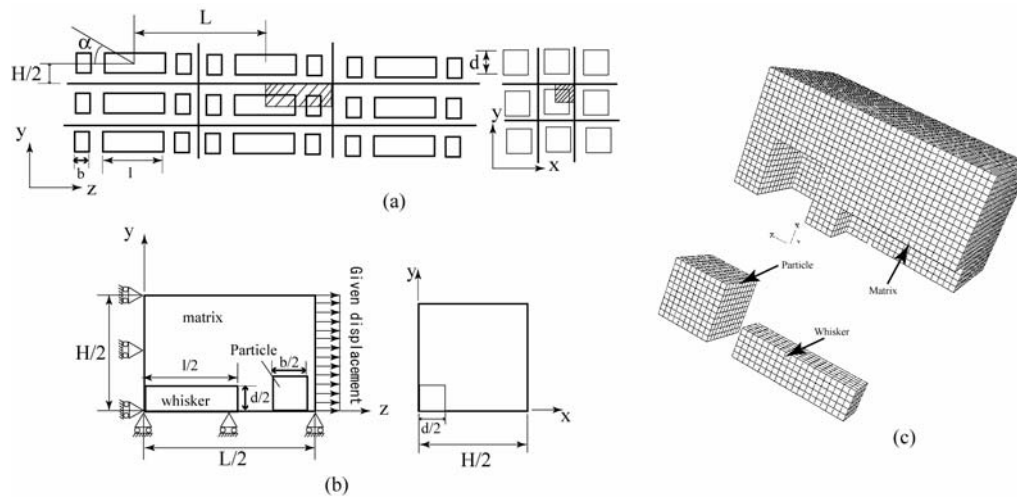 L
α
H/2
d
y
y
b
l
z
x
(a)
y
y
matrix
Given displacement
H/2
l/2
Particle
b/2
whisker
d/2
z
d/2
x
L/2
H/2
(b)
Particle
Matrix
Whisker
(c)